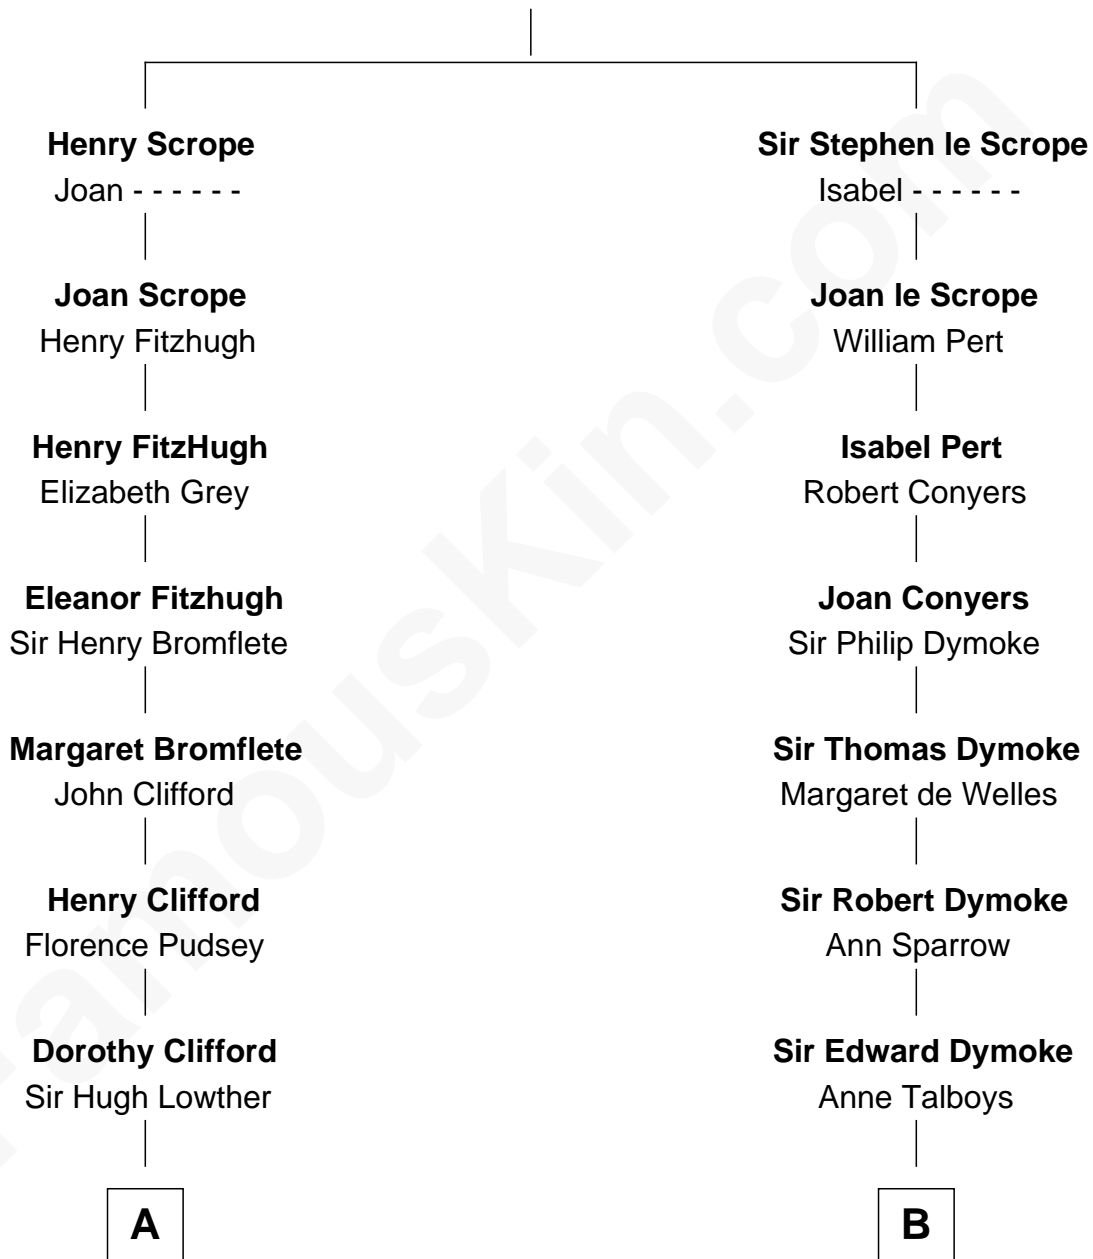 Henry Scrope
Joan - - - - - -
Joan Scrope
Henry Fitzhugh
Henry FitzHugh
Elizabeth Grey
Eleanor Fitzhugh
Sir Henry Bromflete
Margaret Bromflete
John Clifford
Henry Clifford
Florence Pudsey
Dorothy Clifford
Sir Hugh Lowther
A
Sir Stephen le Scrope
Isabel - - - - - -
Joan le Scrope
William Pert
Isabel Pert
Robert Conyers
Joan Conyers
Sir Philip Dymoke
Sir Thomas Dymoke
Margaret de Welles
Sir Robert Dymoke
Ann Sparrow
Sir Edward Dymoke
Anne Talboys
B
FamousKin.com